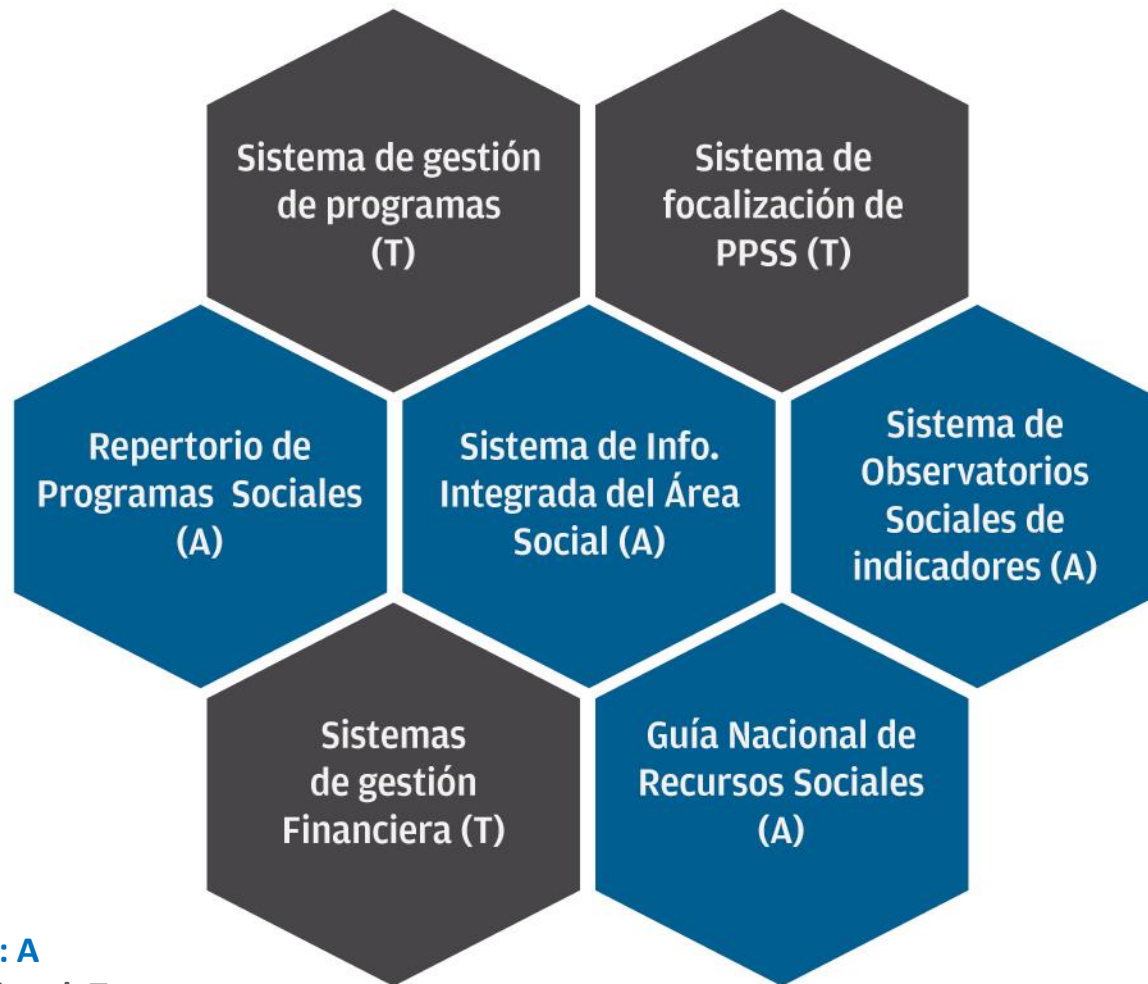 Sistema de gestión
de programas
(T)
Sistema de
focalización de
PPSS (T)
Repertorio de
Programas Sociales
(A)
Sistema de Info.
Integrada del Área
Social (A)
Sistema de
Observatorios
Sociales de
indicadores (A)
Sistemas
de gestión
Financiera (T)
Guía Nacional de
Recursos Sociales
(A)
: A